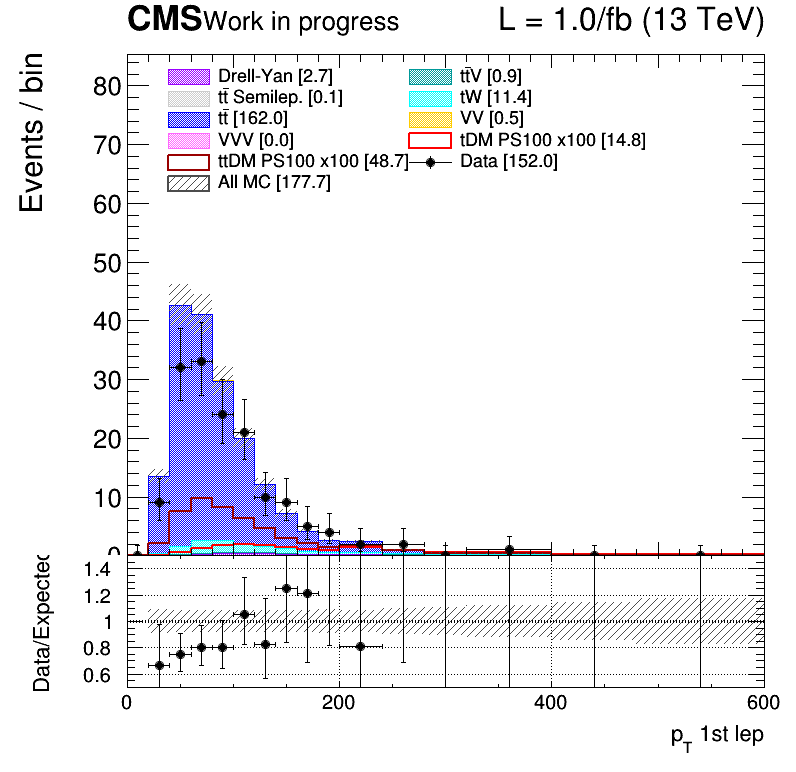 CMS Work in progress L = 1.0/fb (13 TeV)
Events / bin
80
70
60
50
40
30
20
10
0
Drell-Yan [2.7] tt̄V [0.9]
tt̄ Semilep. [0.1] tW [11.4]
tt̄ [162.0] VV [0.5]
VVV [0.0] tDM PS100 x100 [14.8]
ttDM PS100 x100 [48.7] Data [152.0]
All MC [177.7]
Data/Expected
1.4
1.2
1
0.8
0.6
0 200 400 600
p_T 1st lep